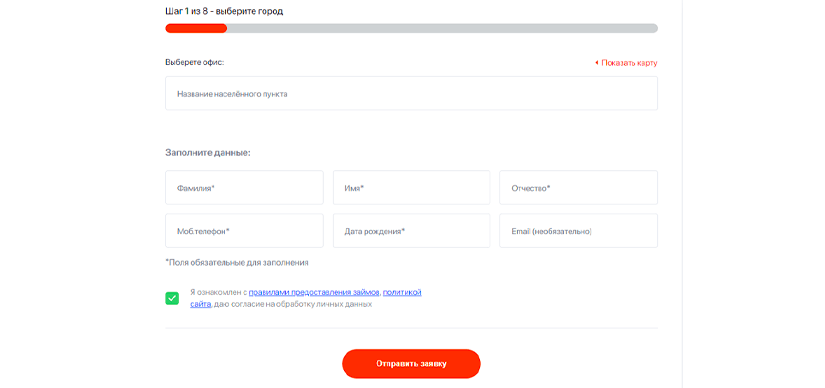 Шаг 1 из 8 - выберите город
Выберете офис:
Показать карту
Название населённого пункта
Заполните данные:
Фамилия*
Имя*
Отчество*
Моб.телефон*
Дата рождения*
Email (необязательно)
*Поля обязательные для заполнения
Я ознакомлен с правилами предоставления займов, политикой
сайта, даю согласие на обработку личных данных
Отправить заявку